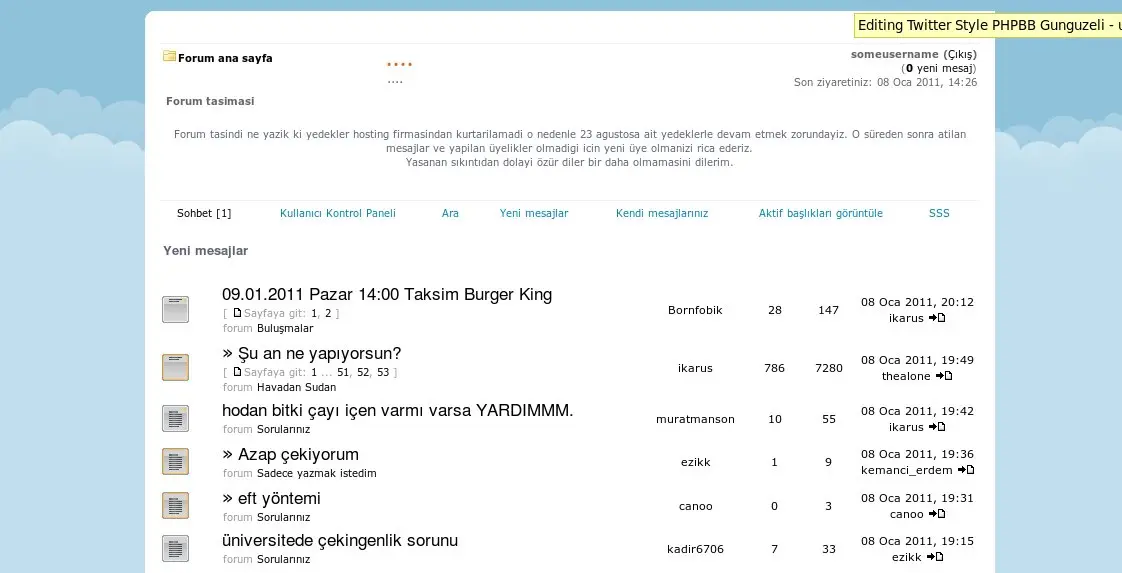 Editing Twitter Style PHPBB Gunguzeli -
Forum ana sayfa
....
....
someusername (Çıkış)
(0 yeni mesaj)
Son ziyaretiniz: 08 Oca 2011, 14:26
Forum tasimasi
Forum tasindi ne yazik ki yedekler hosting firmasindan kurtarilamadi o nedenle 23 agustosa ait yedeklerle devam etmek zorundayiz. O süreden sonra atilan
mesajlar ve yapilan üyelikler olmadigi icin yeni üye olmanizi rica ederiz.
Yasanan sıkıntıdan dolayi özür diler bir daha olmamasini dilerim.
Sohbet [1] Kullanıcı Kontrol Paneli Ara Yeni mesajlar Kendi mesajlarınız Aktif başlıkları görüntüle SSS
Yeni mesajlar
09.01.2011 Pazar 14:00 Taksim Burger King
[ Sayfaya git: 1, 2 ]
forum Buluşmalar
Bornfobik 28 147 08 Oca 2011, 20:12
ikarus
» Şu an ne yapıyorsun?
[ Sayfaya git: 1 ... 51, 52, 53 ]
forum Havadan Sudan
ikarus 786 7280 08 Oca 2011, 19:49
thealone
hodan bitki çayı içen varmı varsa YARDIMMM.
forum Sorularınız
muratmanson 10 55 08 Oca 2011, 19:42
ikarus
» Azap çekiyorum
forum Sadece yazmak istedim
ezikk 1 9 08 Oca 2011, 19:36
kemanci_erdem
» eft yöntemi
forum Sorularınız
canoo 0 3 08 Oca 2011, 19:31
canoo
üniversitede çekingenlik sorunu
forum Sorularınız
kadir6706 7 33 08 Oca 2011, 19:15
ezikk